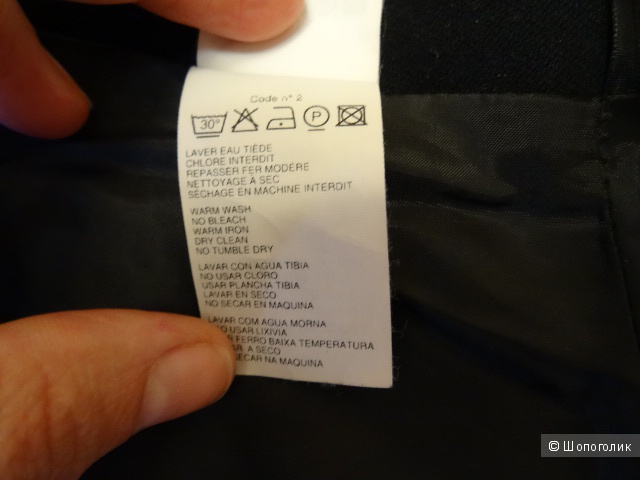 Code n° 2
30° P
LAVER EAU TIÈDE
CHLORE INTERDIT
REPASSER FER MODÉRÉ
NETTOYAGE A SEC
SÉCHAGE EN MACHINE INTERDIT
WARM WASH
NO BLEACH
WARM IRON
DRY CLEAN
NO TUMBLE DRY
LAVAR CON AGUA TIBIA
NO USAR CLORO
USAR PLANCHA TIBIA
LAVAR EN SECO
NO SECAR EN MAQUINA
LAVAR COM AGUA MORNA
USAR LIXIVIA
FERRO BAIXA TEMPERATURA
A SECO
SECAR NA MAQUINA
© Шопоголик